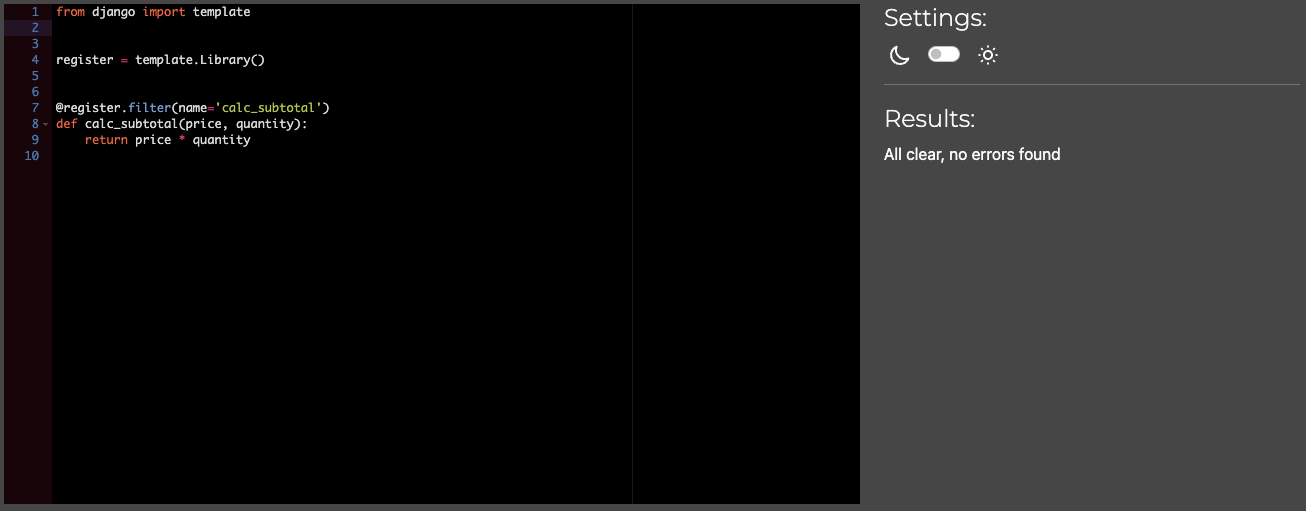 1 from django import template
2
3
4 register = template.Library()
5
6
7 @register.filter(name='calc_subtotal')
8 def calc_subtotal(price, quantity):
9     return price * quantity
10
Settings:
Results:
All clear, no errors found